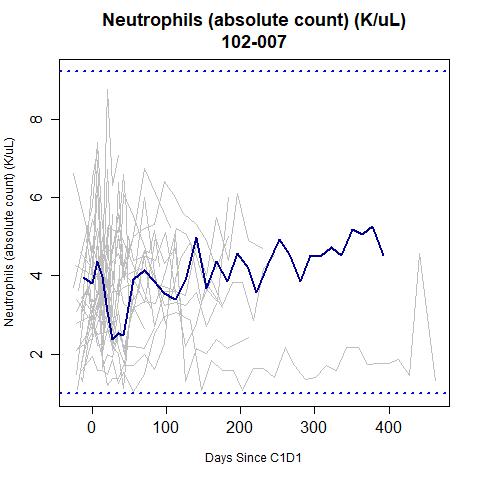 Neutrophils (absolute count) (K/uL)
102-007
Neutrophils (absolute count) (K/uL)
8
6
4
2
0 100 200 300 400
Days Since C1D1